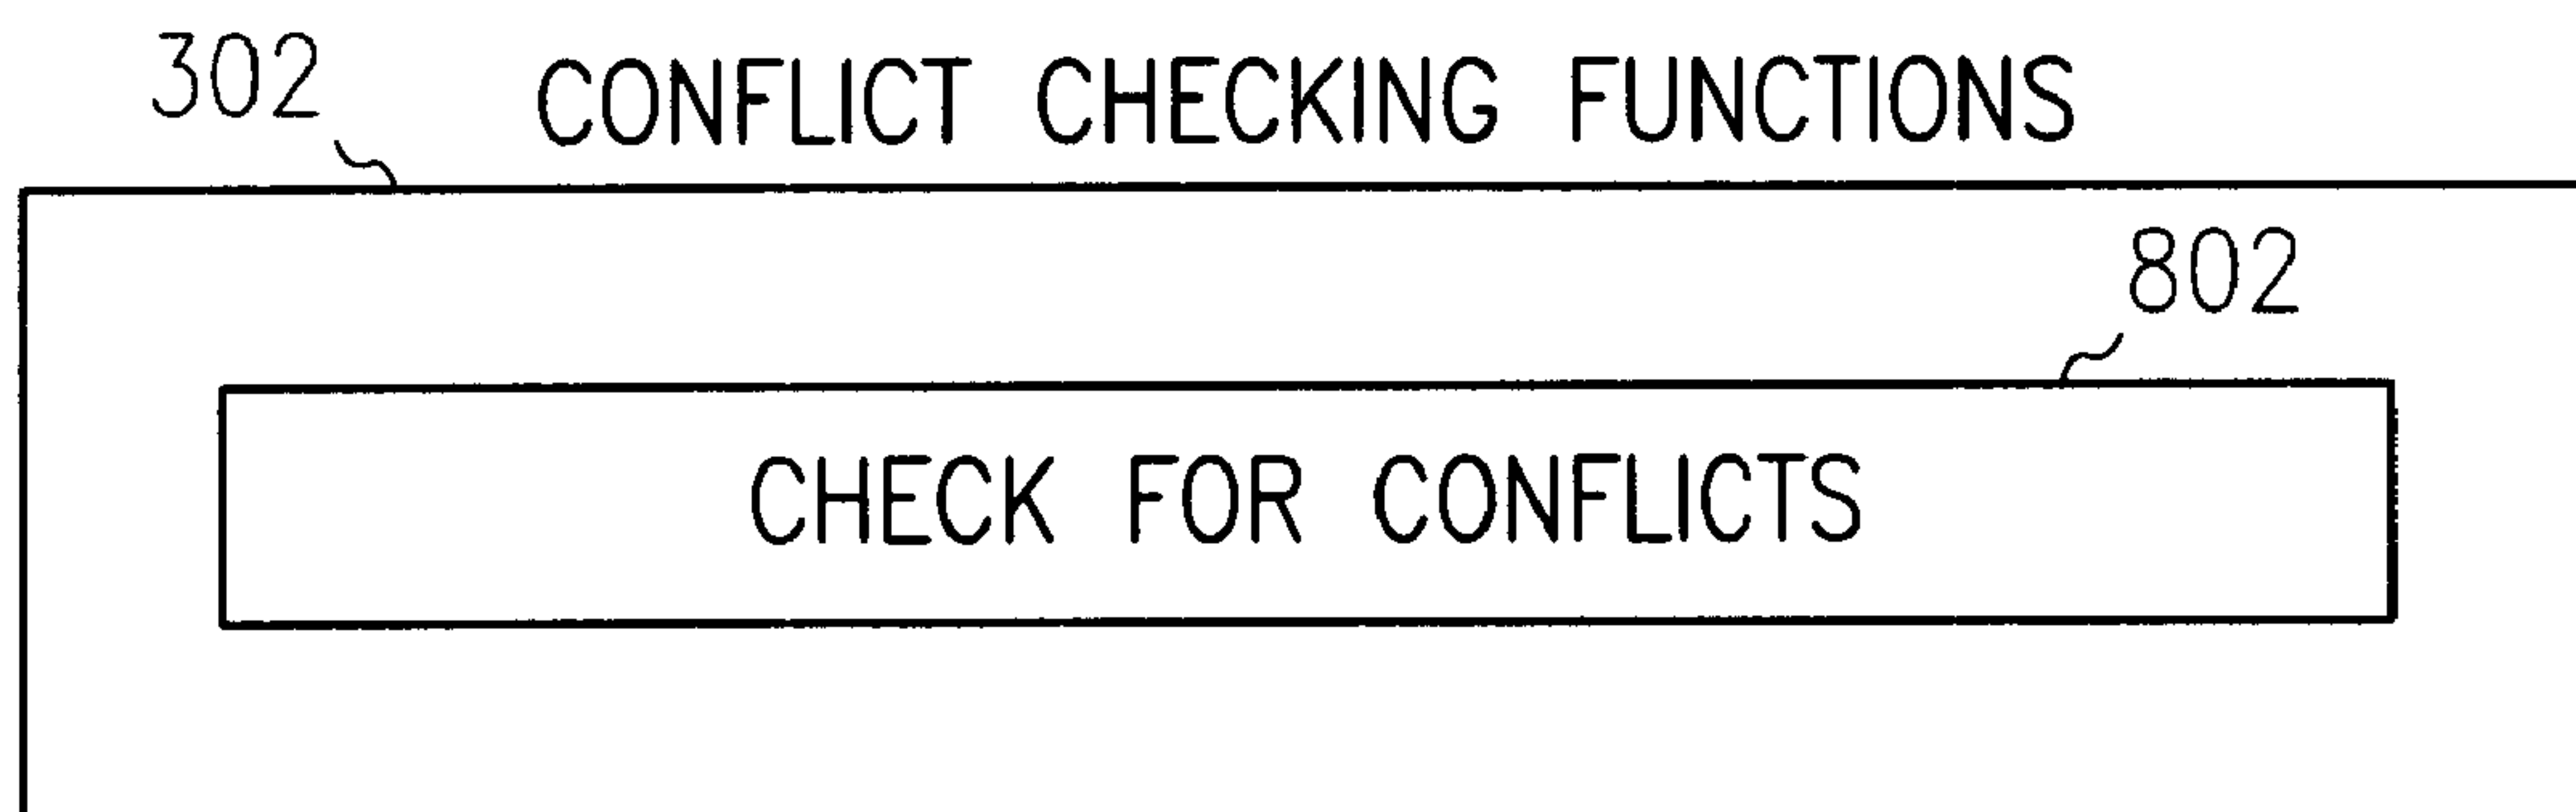 302
CONFLICT CHECKING FUNCTIONS
802
CHECK FOR CONFLICTS